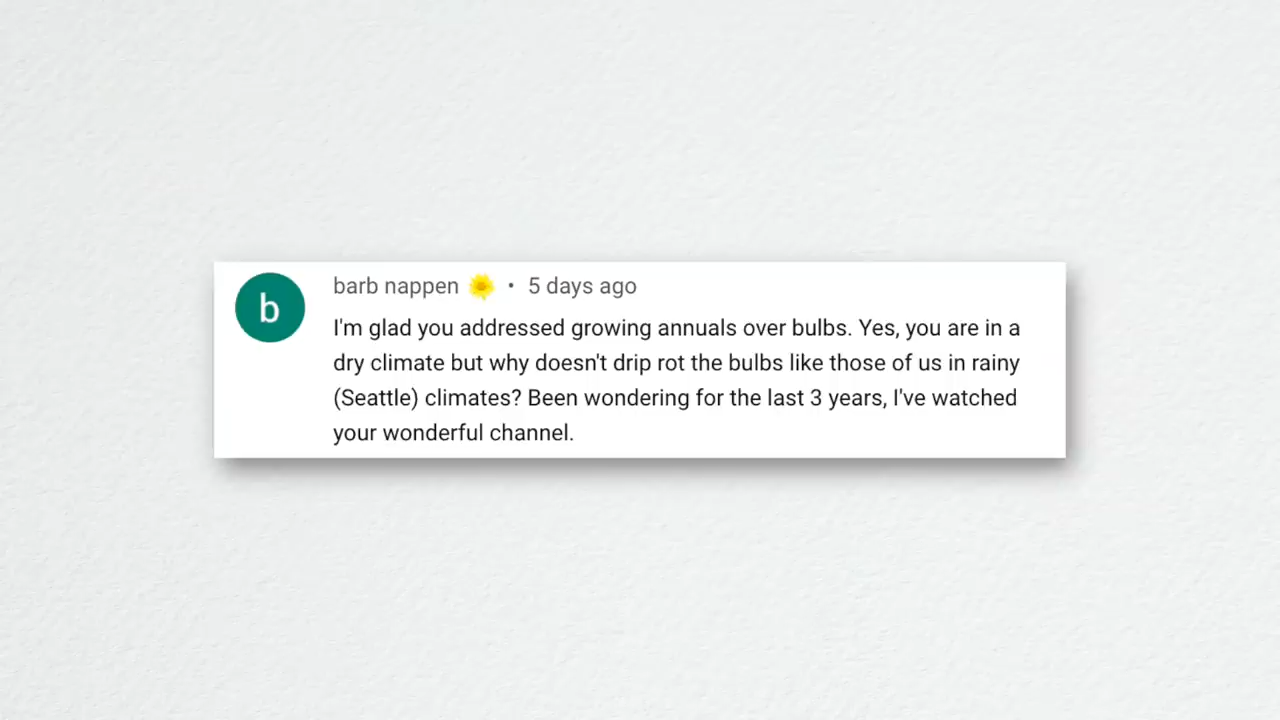 b
barb nappen • 5 days ago
I'm glad you addressed growing annuals over bulbs. Yes, you are in a
dry climate but why doesn't drip rot the bulbs like those of us in rainy
(Seattle) climates? Been wondering for the last 3 years, I've watched
your wonderful channel.